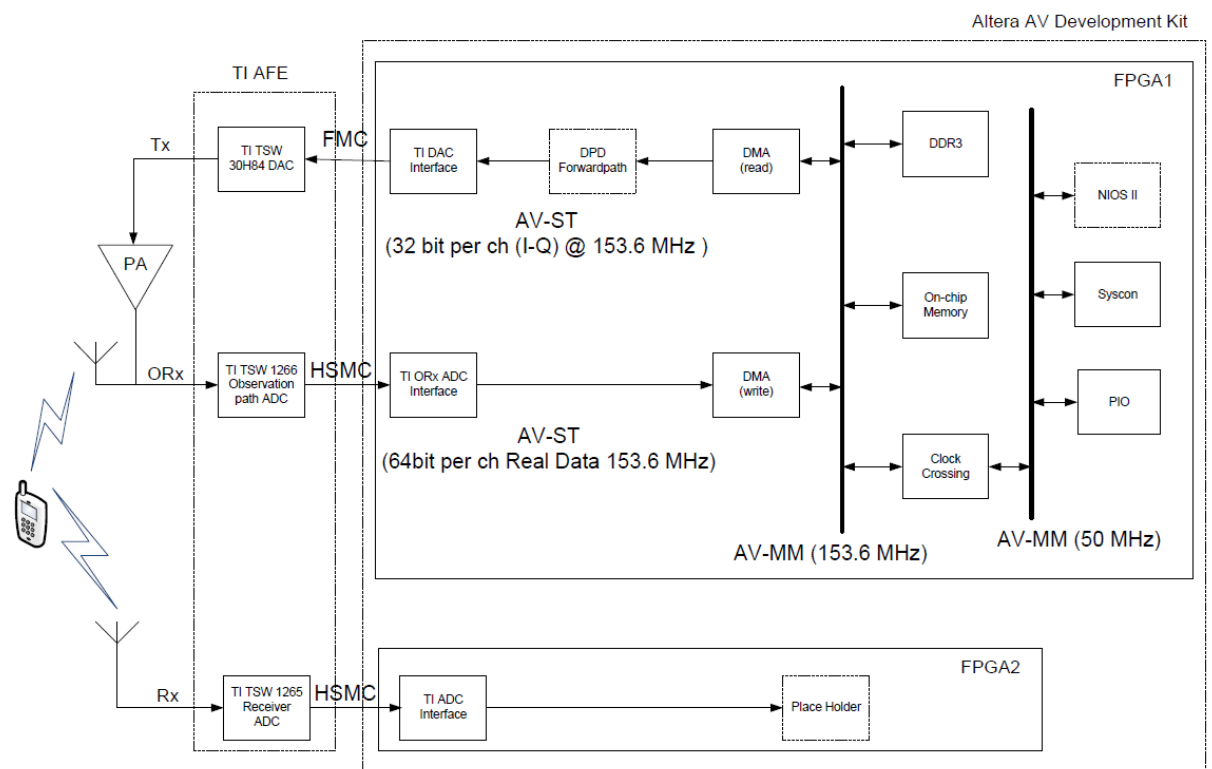 Altera AV Development Kit
TI AFE
FPGA1
Tx
TI TSW
30H84 DAC
FMC
TI DAC
Interface
DPD
Forwardpath
DMA
(read)
DDR3
NIOS II
AV-ST
(32 bit per ch (I-Q) @ 153.6 MHz )
PA
On-chip
Memory
Syscon
ORx
TI TSW 1266
Observation
path ADC
HSMC
TI ORx ADC
Interface
DMA
(write)
PIO
AV-ST
(64bit per ch Real Data 153.6 MHz)
Clock
Crossing
AV-MM (153.6 MHz)
AV-MM (50 MHz)
FPGA2
Rx
TI TSW 1265
Receiver
ADC
HSMC
TI ADC
Interface
Place Holder